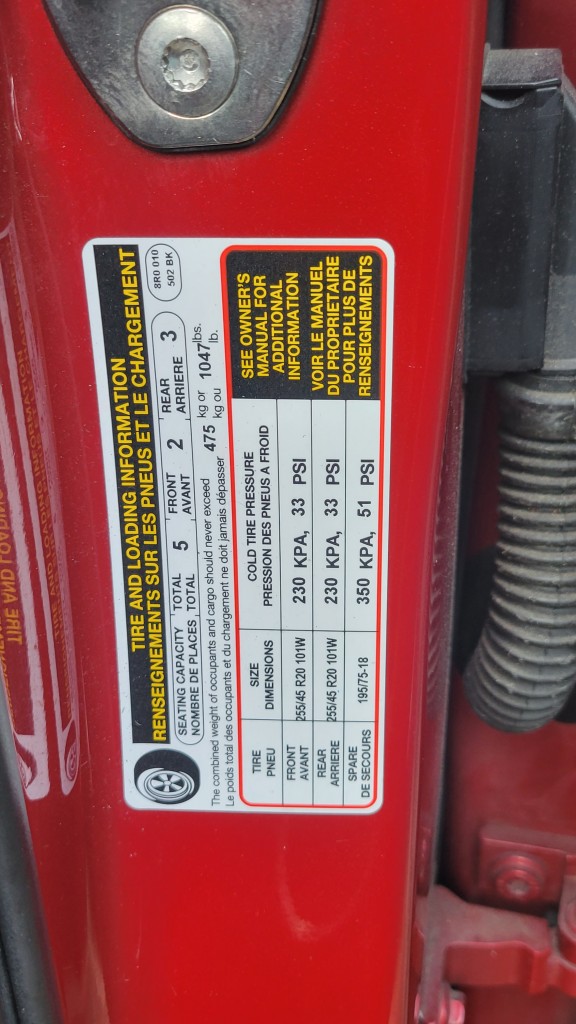 TIRE AND LOADING INFORMATION
RENSEIGNEMENTS SUR LES PNEUS ET LE CHARGEMENT
8R0 010
502 BK
SEATING CAPACITY TOTAL 5 FRONT 2 REAR 3
NOMBRE DE PLACES TOTAL AVANT ARRIERE
The combined weight of occupants and cargo should never exceed 475 kg or 1047 lbs.
Le poids total des occupants et du chargement ne doit jamais dépasser kg ou lb.
TIRE SIZE COLD TIRE PRESSURE
PNEU DIMENSIONS PRESSION DES PNEUS A FROID
FRONT 255/45 R20 101W 230 KPA, 33 PSI
AVANT
REAR 255/45 R20 101W 230 KPA, 33 PSI
ARRIERE
SPARE 195/75-18 350 KPA, 51 PSI
DE SECOURS
SEE OWNER'S
MANUAL FOR
ADDITIONAL
INFORMATION
VOIR LE MANUEL
DU PROPRIETAIRE
POUR PLUS DE
RENSEIGNEMENTS
TIRE AND LOADING